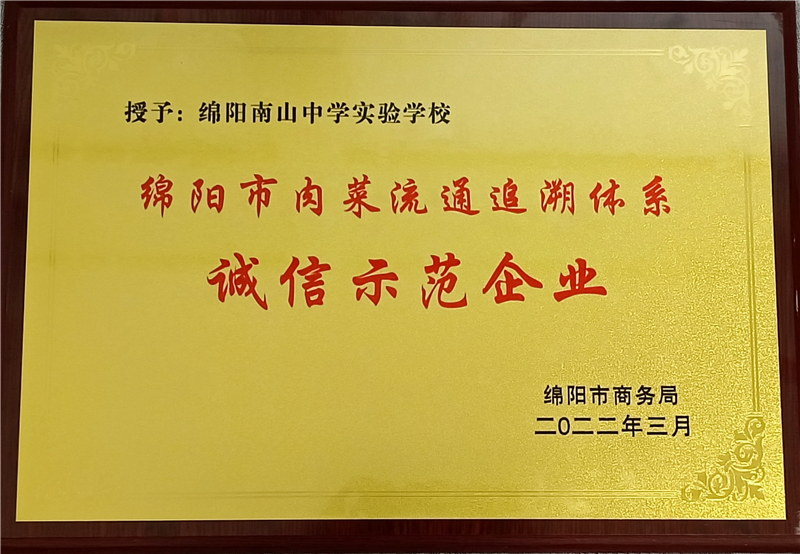 授予：绵阳南山中学实验学校
绵阳市肉菜流通追溯体系
诚信示范企业
绵阳市商务局
二〇二二年三月